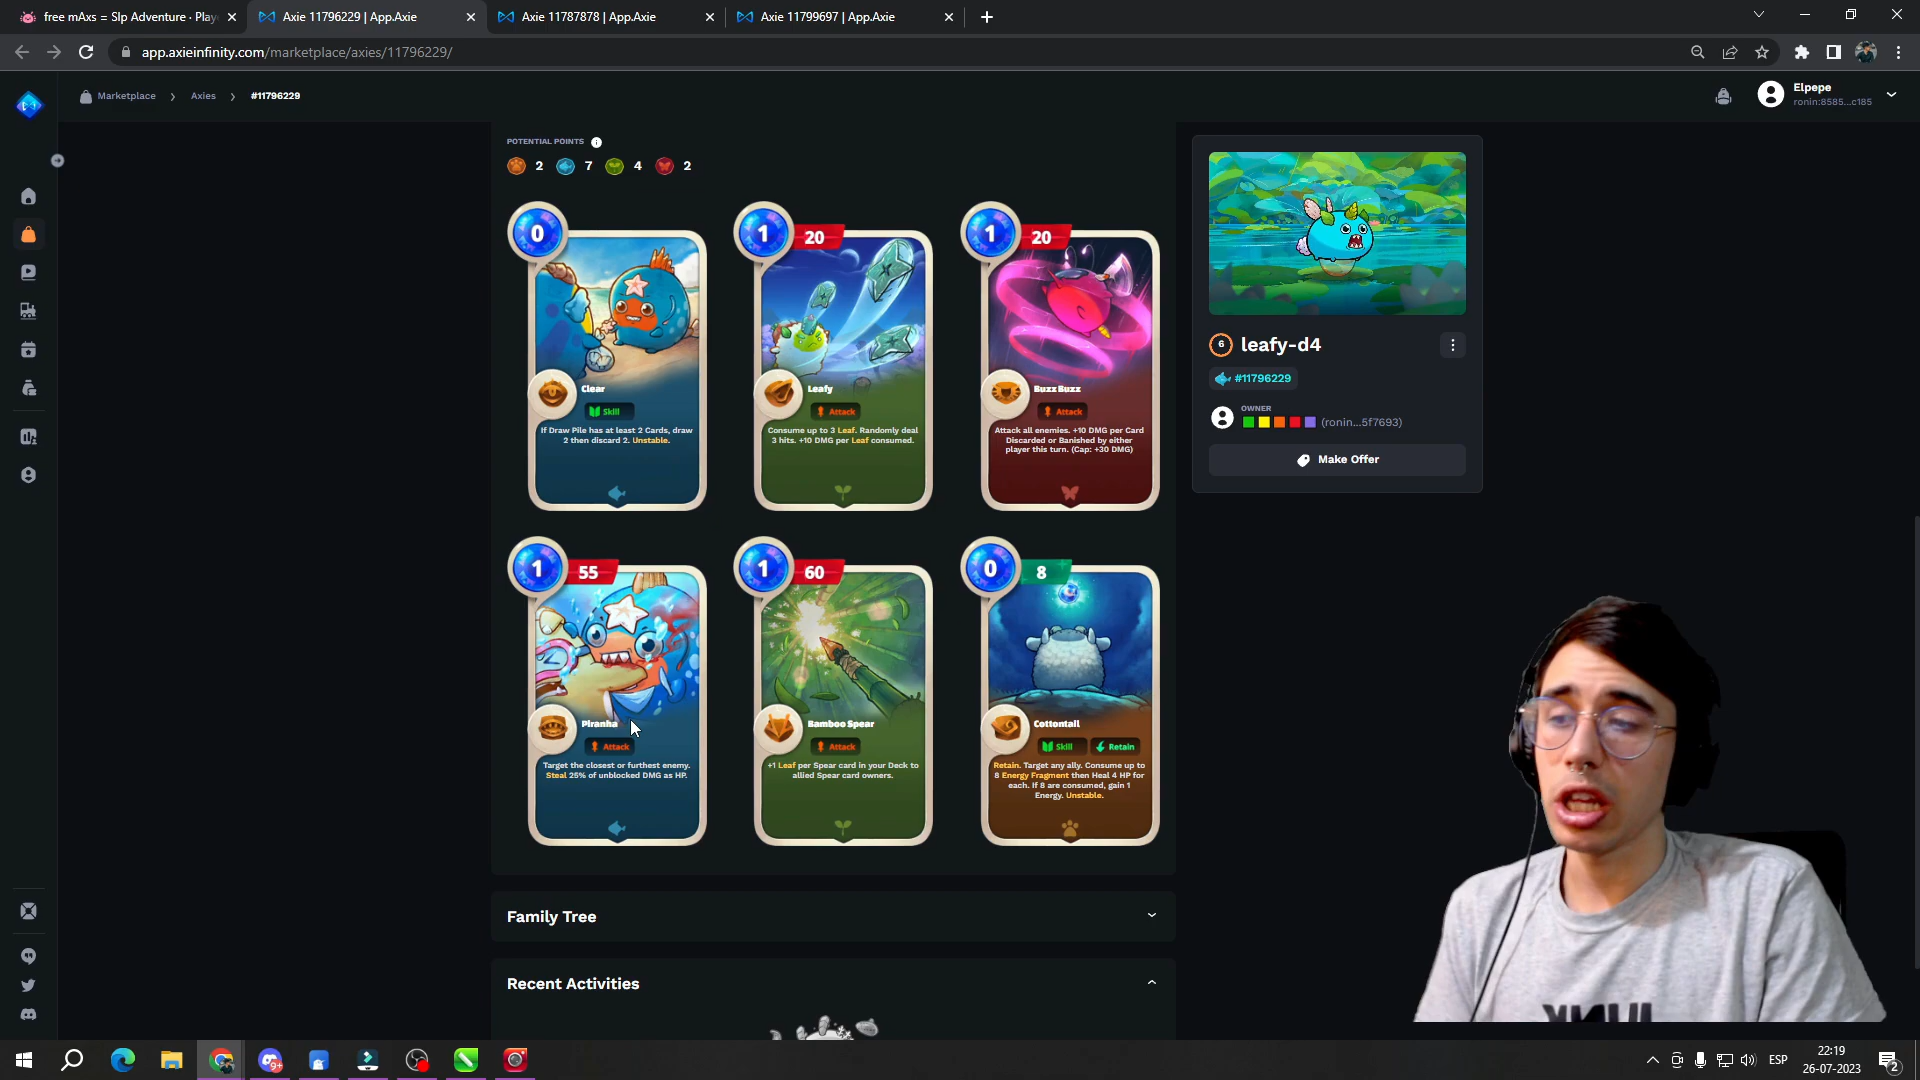 free mAxs = Slp Adventure · Play
Axie 11796229 | App.Axie
Axie 11787878 | App.Axie
Axie 11799697 | App.Axie
app.axieinfinity.com/marketplace/axies/11796229/
Marketplace > Axies > #11796229
Elpepe
ronin:8585...c185
POTENTIAL POINTS
2 7 4 2
0
Clear
Skill
If Draw Pile has at least 2 Cards, draw
2 then discard 2. Unstable.
1 20
Leafy
Attack
Consume up to 3 Leaf. Randomly deal
3 hits. +10 DMG per Leaf consumed.
1 20
Buzz Buzz
Attack
Attack all enemies. +10 DMG per Card
Discarded or Banished by either
player this turn. (Cap: +30 DMG)
1 55
Piranha
Attack
Target the closest or furthest enemy.
Steal 25% of unblocked DMG as HP.
1 60
Bamboo Spear
Attack
+1 Leaf per Spear card in your Deck to
allied Spear card owners.
0 8
Cottontail
Skill Retain
Retain. Target any ally. Consume up to
8 Energy Fragment then Heal 4 HP for
each. If 8 are consumed, gain 1
Energy. Unstable.
6 leafy-d4
#11796229
OWNER
(ronin...5f7693)
Make Offer
Family Tree
Recent Activities
9+
ESP
22:19
26-07-2023
2